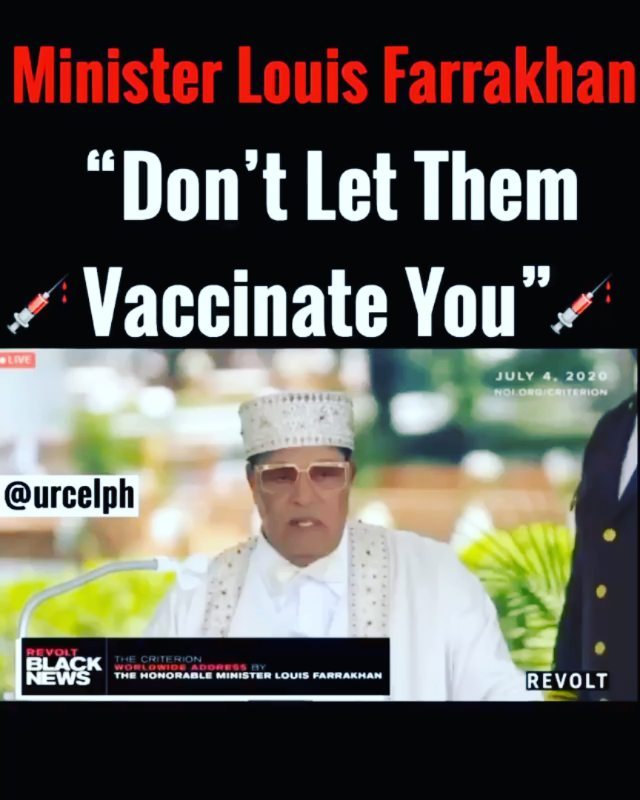 Minister Louis Farrakhan
“Don’t Let Them
Vaccinate You”
LIVE
JULY 4, 2020
NOI.ORG/CRITERION
@urcelph
REVOLT
BLACK
NEWS
THE CRITERION
WORLDWIDE ADDRESS BY
THE HONORABLE MINISTER LOUIS FARRAKHAN
REVOLT